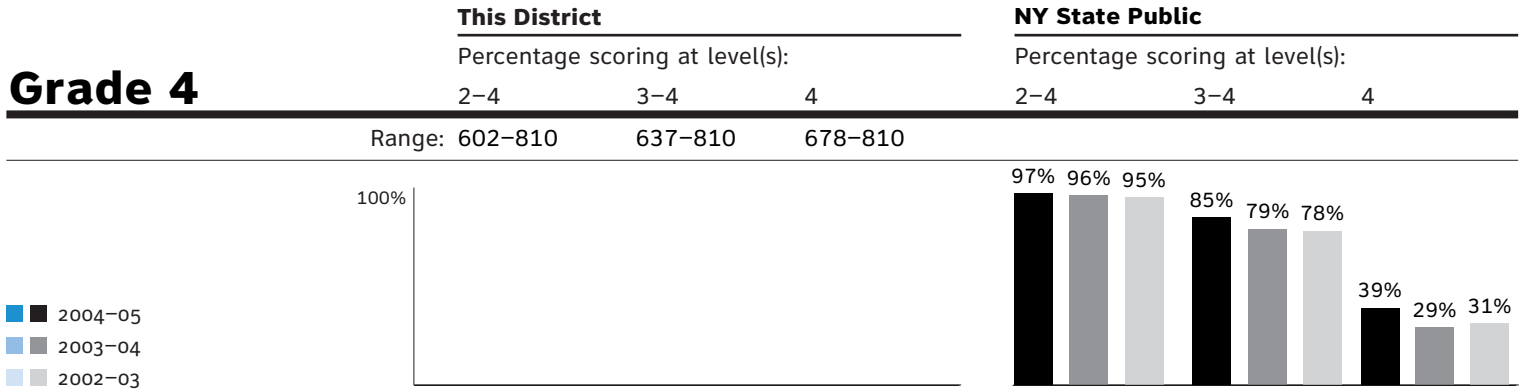 This District
NY State Public
Percentage scoring at level(s):
Percentage scoring at level(s):
Grade 4
2–4 3–4 4
2–4 3–4 4
Range: 602–810 637–810 678–810
97% 96% 95% 85% 79% 78% 39% 29% 31%
100%
2004–05
2003–04
2002–03